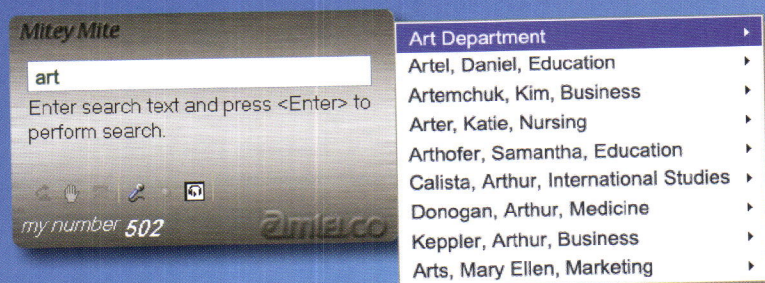 Mitey Mite
art
Enter search text and press <Enter> to
perform search.
my number 502
amtelco
Art Department
Artel, Daniel, Education
Artemchuk, Kim, Business
Arter, Katie, Nursing
Arthofer, Samantha, Education
Calista, Arthur, International Studies
Donogan, Arthur, Medicine
Keppler, Arthur, Business
Arts, Mary Ellen, Marketing